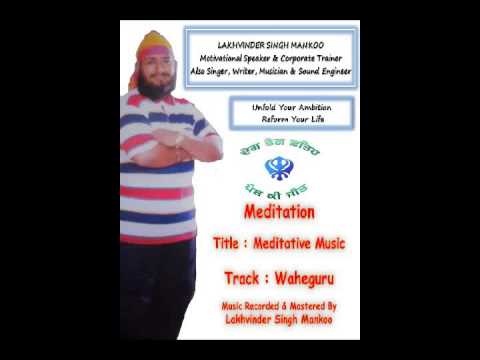 LAKHVINDER SINGH MANKOO
Motivational Speaker & Corporate Trainer
Also Singer, Writer, Musician & Sound Engineer
Unfold Your Ambition
Reform Your Life
ਦੇਗ ਤੇਗ ਫਤਿਹ
ਪੰਥ ਕੀ ਜੀਤ
Meditation
Title : Meditative Music
Track : Waheguru
Music Recorded & Mastered By
Lakhvinder Singh Mankoo